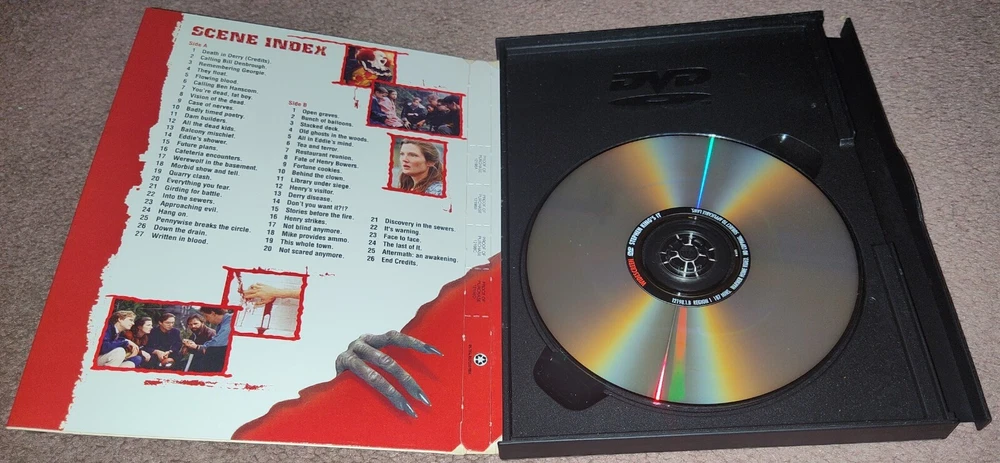 SCENE INDEX
Side A
1 Death in Derry (Credits).
2 Calling Bill Denbrough.
3 Remembering Georgie.
4 They float.
5 Flowing blood.
6 Calling Ben Hanscom.
7 You're dead, fat boy.
8 Vision of the dead.
9 Case of nerves.
10 Badly timed poetry.
11 Dam builders.
12 All the dead kids.
13 Balcony mischief.
14 Eddie's shower.
15 Future plans.
16 Cafeteria encounters.
17 Werewolf in the basement.
18 Morbid show and tell.
19 Quarry clash.
20 Everything you fear.
21 Girding for battle.
22 Into the sewers.
23 Approaching evil.
24 Hang on.
25 Pennywise breaks the circle.
26 Down the drain.
27 Written in blood.
Side B
1 Open graves.
2 Bunch of balloons.
3 Stacked deck.
4 Old ghosts in the woods.
5 All in Eddie's mind.
6 Tea and terror.
7 Restaurant reunion.
8 Fate of Henry Bowers.
9 Fortune cookies.
10 Behind the clown.
11 Library under siege.
12 Henry's visitor.
13 Derry disease.
14 Don't you want it?!?
15 Stories before the fire.
16 Henry strikes.
17 Not blind anymore.
18 Mike provides ammo.
19 This whole town.
20 Not scared anymore.
21 Discovery in the sewers.
22 It's warning.
23 Face to face.
24 The last of It.
25 Aftermath: an awakening.
26 End Credits.
DVD
WIDESCREEN
STEPHEN KING'S IT
REGION 1